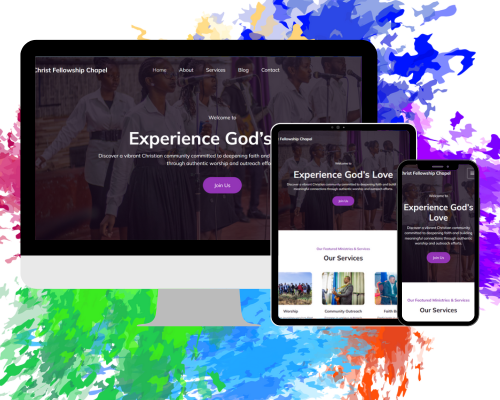 Christ Fellowship Chapel
Home About Services Blog Contact
Welcome to
Experience God's
Discover a vibrant Christian community committed to deepening faith and
through authentic worship and outreach effo
Join Us
Fellowship Chapel
Welcome to
Experience God's Love
Discover a vibrant Christian community committed to deepening faith and building
meaningful connections through authentic worship and outreach efforts.
Join Us
Our Featured Ministries & Services
Our Services
Worship Community Outreach Faith B
Christ Fellowship Chapel
Welcome to
Experience God's
Love
Discover a vibrant Christian community
committed to deepening faith and building
meaningful connections through authentic
worship and outreach efforts.
Join Us
Our Featured Ministries & Services
Our Services